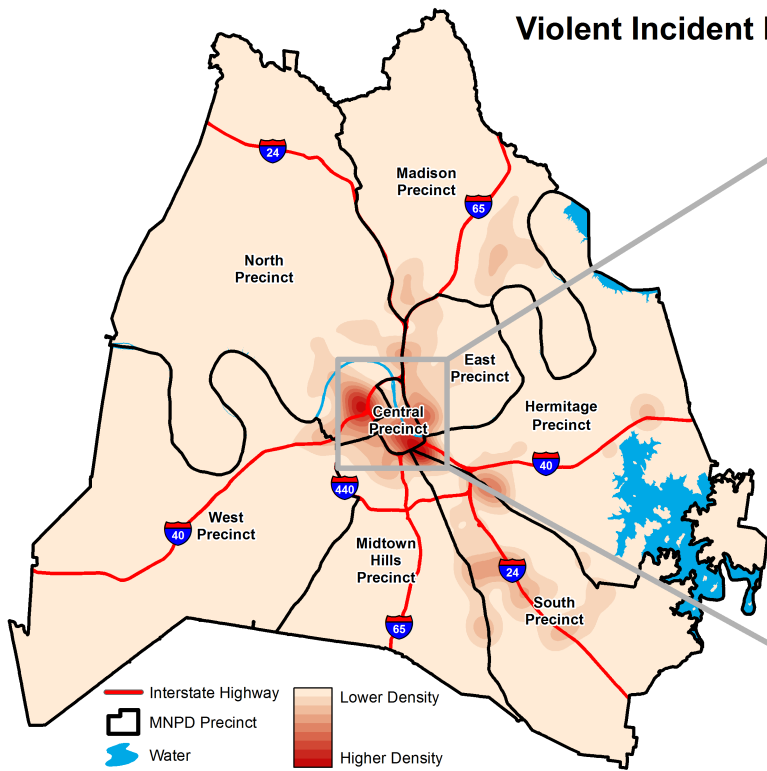 Violent Incident
24
Madison
Precinct
65
North
Precinct
East
Precinct
Central
Precinct
Hermitage
Precinct
40
440
West
Precinct
40
Midtown
Hills
Precinct
24
South
Precinct
65
Interstate Highway
MNPD Precinct
Water
Lower Density
Higher Density